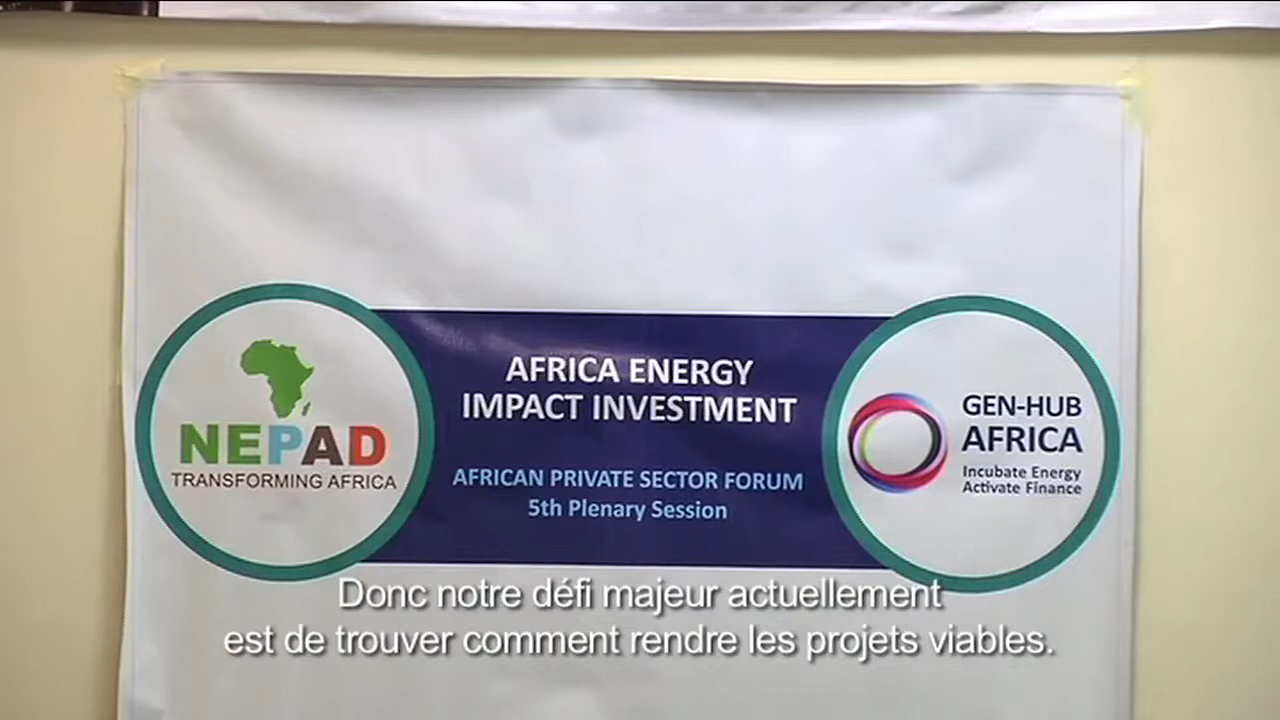 NEPAD
TRANSFORMING AFRICA
AFRICA ENERGY
IMPACT INVESTMENT
AFRICAN PRIVATE SECTOR FORUM
5th Plenary Session
GEN-HUB
AFRICA
Incubate Energy
Activate Finance
Donc notre défi majeur actuellement
est de trouver comment rendre les projets viables.